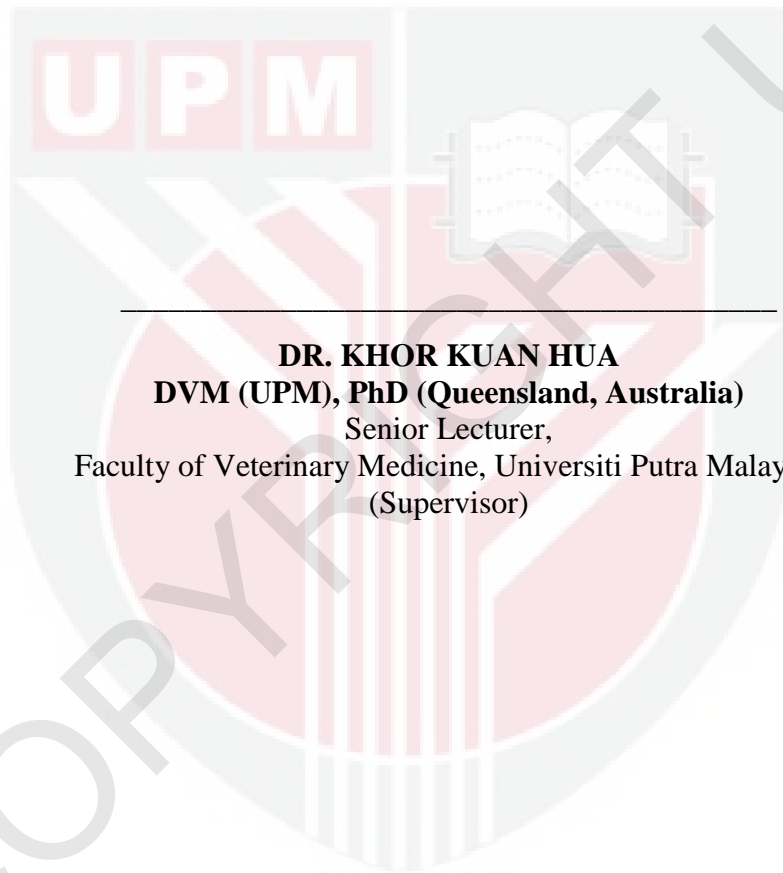 UPM
DR. KHOR KUAN HUA
DVM (UPM), PhD (Queensland, Australia)
Senior Lecturer,
Faculty of Veterinary Medicine, Universiti Putra Malay
(Supervisor)
COPYRIGHT U